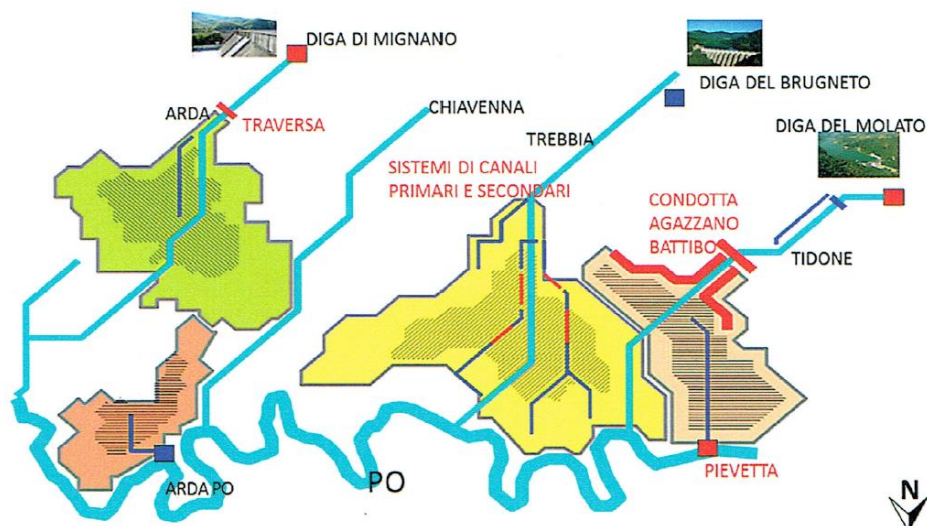 DIGA DI MIGNANO
ARDA
TRAVERSA
CHIAVENNA
TREBBIA
DIGA DEL BRUGNETO
DIGA DEL MOLATO
SISTEMI DI CANALI
PRIMARI E SECONDARI
CONDOTTA
AGAZZANO
BATTIBO
TIDONE
ARDA PO
PO
PIEVETTA
N